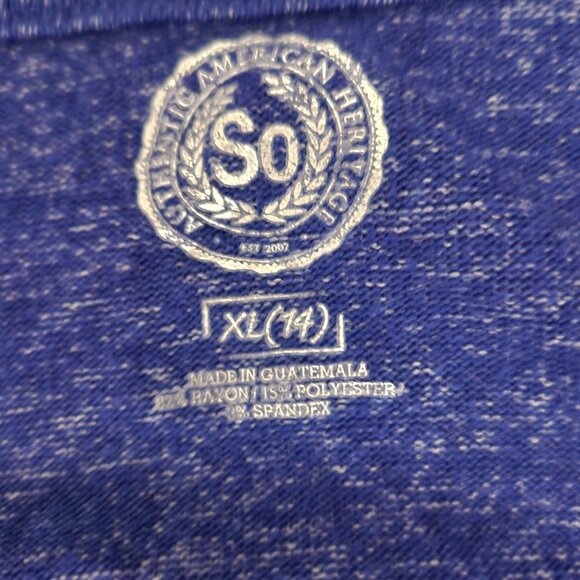 AUTHENTIC AMERICAN HERITAGE
So
EST 2007
XL(14)
MADE IN GUATEMALA
RAYON / 15% POLYESTER/
SPANDEX